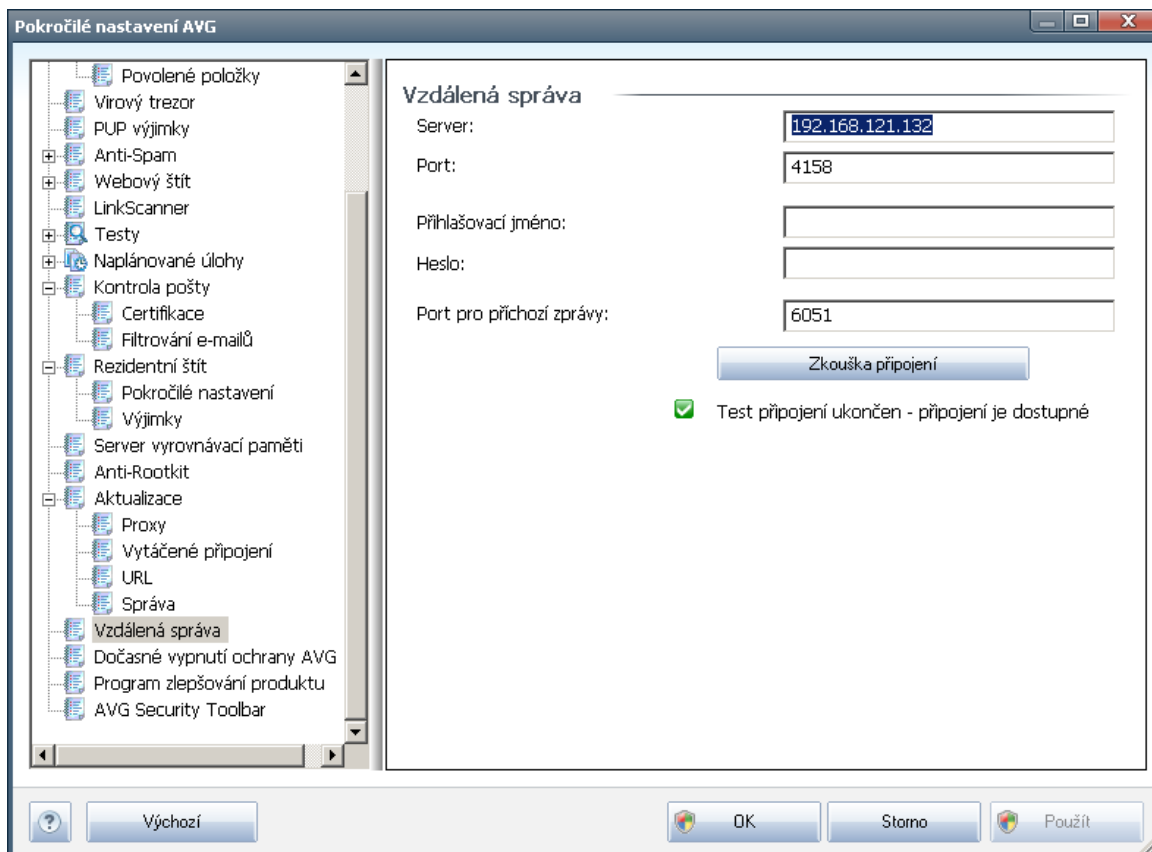 Pokročilé nastavení AVG
Povolené položky
Virový trezor
PUP výjimky
Anti-Spam
Webový štít
LinkScanner
Testy
Naplánované úlohy
Kontrola pošty
Certifikace
Filtrování e-mailů
Rezidentní štít
Pokročilé nastavení
Výjimky
Server vyrovnávací paměti
Anti-Rootkit
Aktualizace
Proxy
Vytáčené připojení
URL
Správa
Vzdálená správa
Dočasné vypnutí ochrany AVG
Program zlepšování produktu
AVG Security Toolbar
Vzdálená správa
Server: 192.168.121.132
Port: 4158
Přihlašovací jméno:
Heslo:
Port pro příchozí zprávy: 6051
Zkouška připojení
Test připojení ukončen - připojení je dostupné
? Výchozí OK Storno Použít